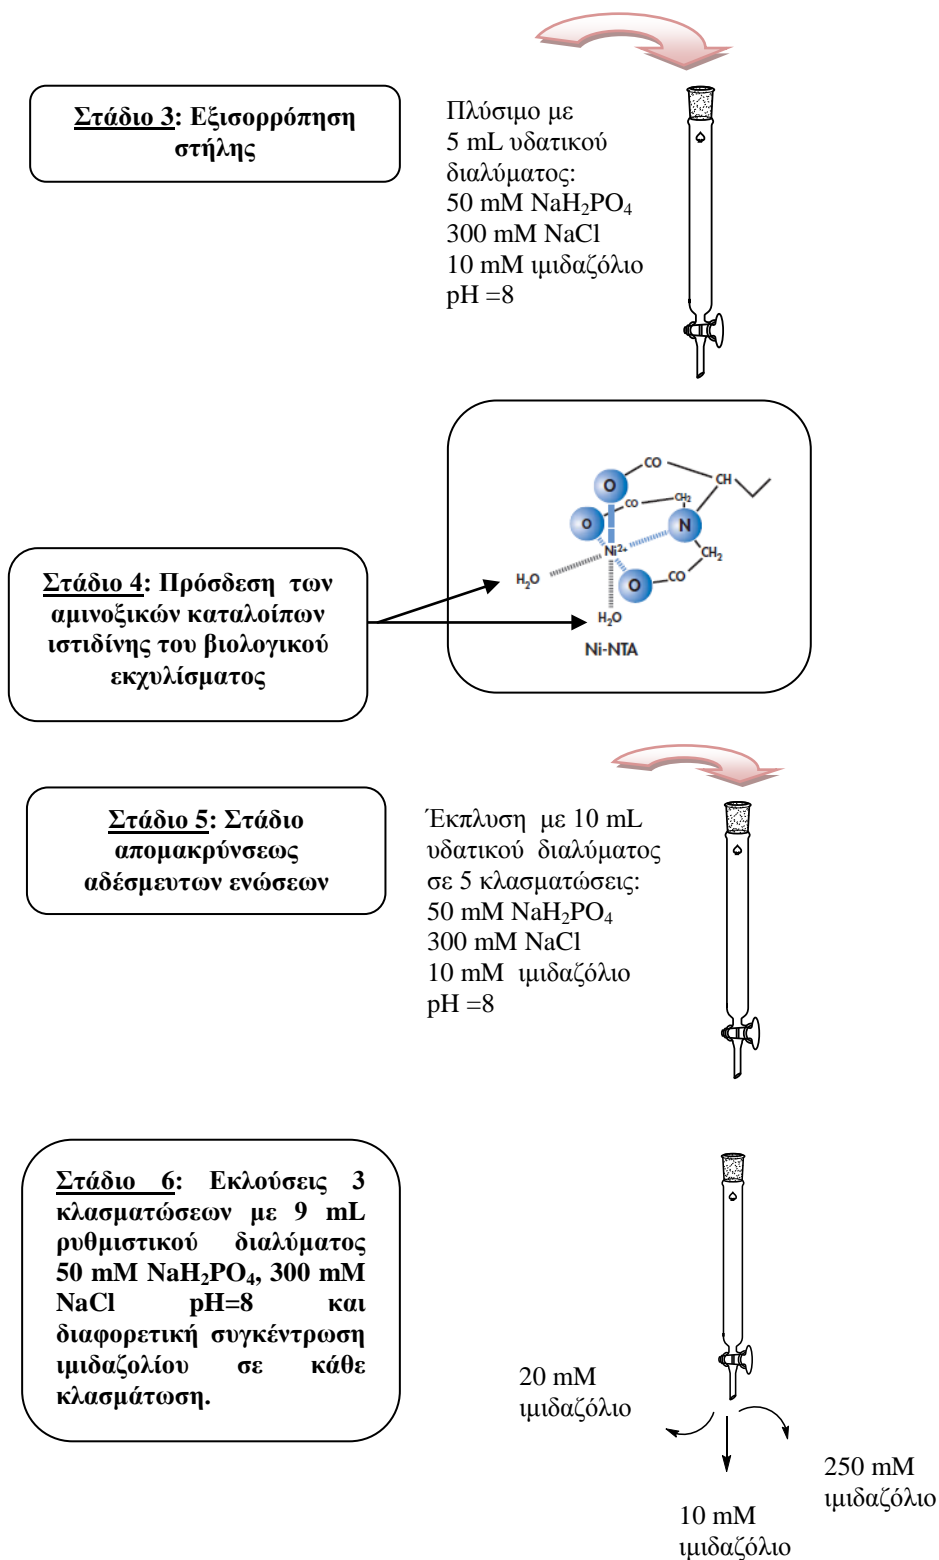 Στάδιο 3: Εξισορρόπηση
στήλης
Πλύσιμο με
5 mL υδατικού
διαλύματος:
50 mM NaH₂PO₄
300 mM NaCl
10 mM ιμιδαζόλιο
pH =8
CO
O
CH
CO
CH₂
O
N
Ni²⁺
CH₂
H₂O
O
CO
H₂O
Ni-NTA
Στάδιο 4: Πρόσδεση των
αμινοξικών καταλοίπων
ιστιδίνης του βιολογικού
εκχυλίσματος
Στάδιο 5: Στάδιο
απομακρύνσεως
αδέσμευτων ενώσεων
Έκπλυση με 10 mL
υδατικού διαλύματος
σε 5 κλασματώσεις:
50 mM NaH₂PO₄
300 mM NaCl
10 mM ιμιδαζόλιο
pH =8
Στάδιο 6: Εκλούσεις 3
κλασματώσεων με 9 mL
ρυθμιστικού διαλύματος
50 mM NaH₂PO₄, 300 mM
NaCl pH=8 και
διαφορετική συγκέντρωση
ιμιδαζολίου σε κάθε
κλασμάτωση.
20 mM
ιμιδαζόλιο
250 mM
ιμιδαζόλιο
10 mM
ιμιδαζόλιο